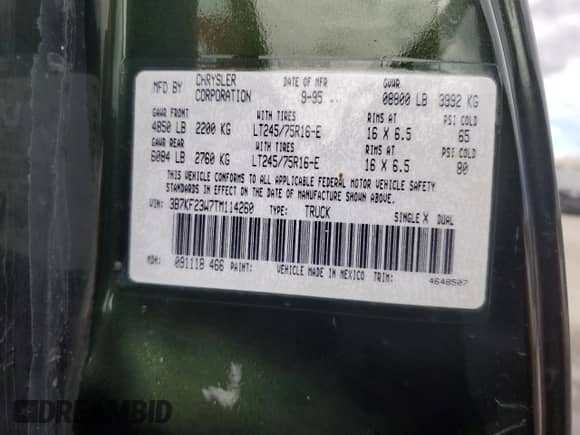 MFD BY CHRYSLER CORPORATION DATE OF MFR 9-95 GVWR 08800 LB 3992 KG
GAWR FRONT WITH TIRES RIMS AT PSI COLD
4850 LB 2200 KG LT245/75R16-E 16 X 6.5 65
GAWR REAR WITH TIRES RIMS AT PSI COLD
6084 LB 2760 KG LT245/75R16-E 16 X 6.5 80
THIS VEHICLE CONFORMS TO ALL APPLICABLE FEDERAL MOTOR VEHICLE SAFETY
STANDARDS IN EFFECT ON THE DATE OF MANUFACTURE SHOWN ABOVE.
VIN: 3B7KF23W7TM114260 TYPE: TRUCK SINGLE X DUAL
MDH: 091118 466 PAINT: VEHICLE MADE IN MEXICO TRIM: 4648507
DREAMBID